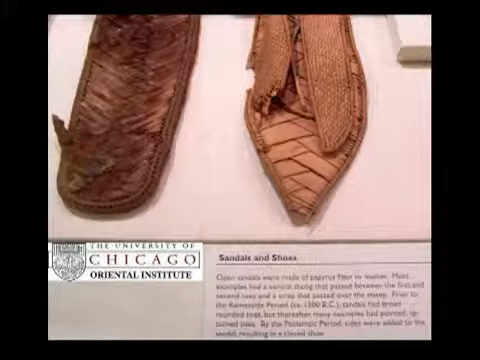 THE UNIVERSITY OF
CHICAGO
ORIENTAL INSTITUTE
Sandals and Shoes
Open sandals were made of papyrus fiber or leather. Most
examples had a central thong that passed between the first and
second toes and a strap that passed over the instep. Prior to
the Ramesside Period (ca. 1300 B.C.), sandals had broad
rounded toes, but thereafter many examples had pointed, up-
turned toes. By the Ptolemaic Period, sides were added to the
sandal, resulting in a closed shoe.